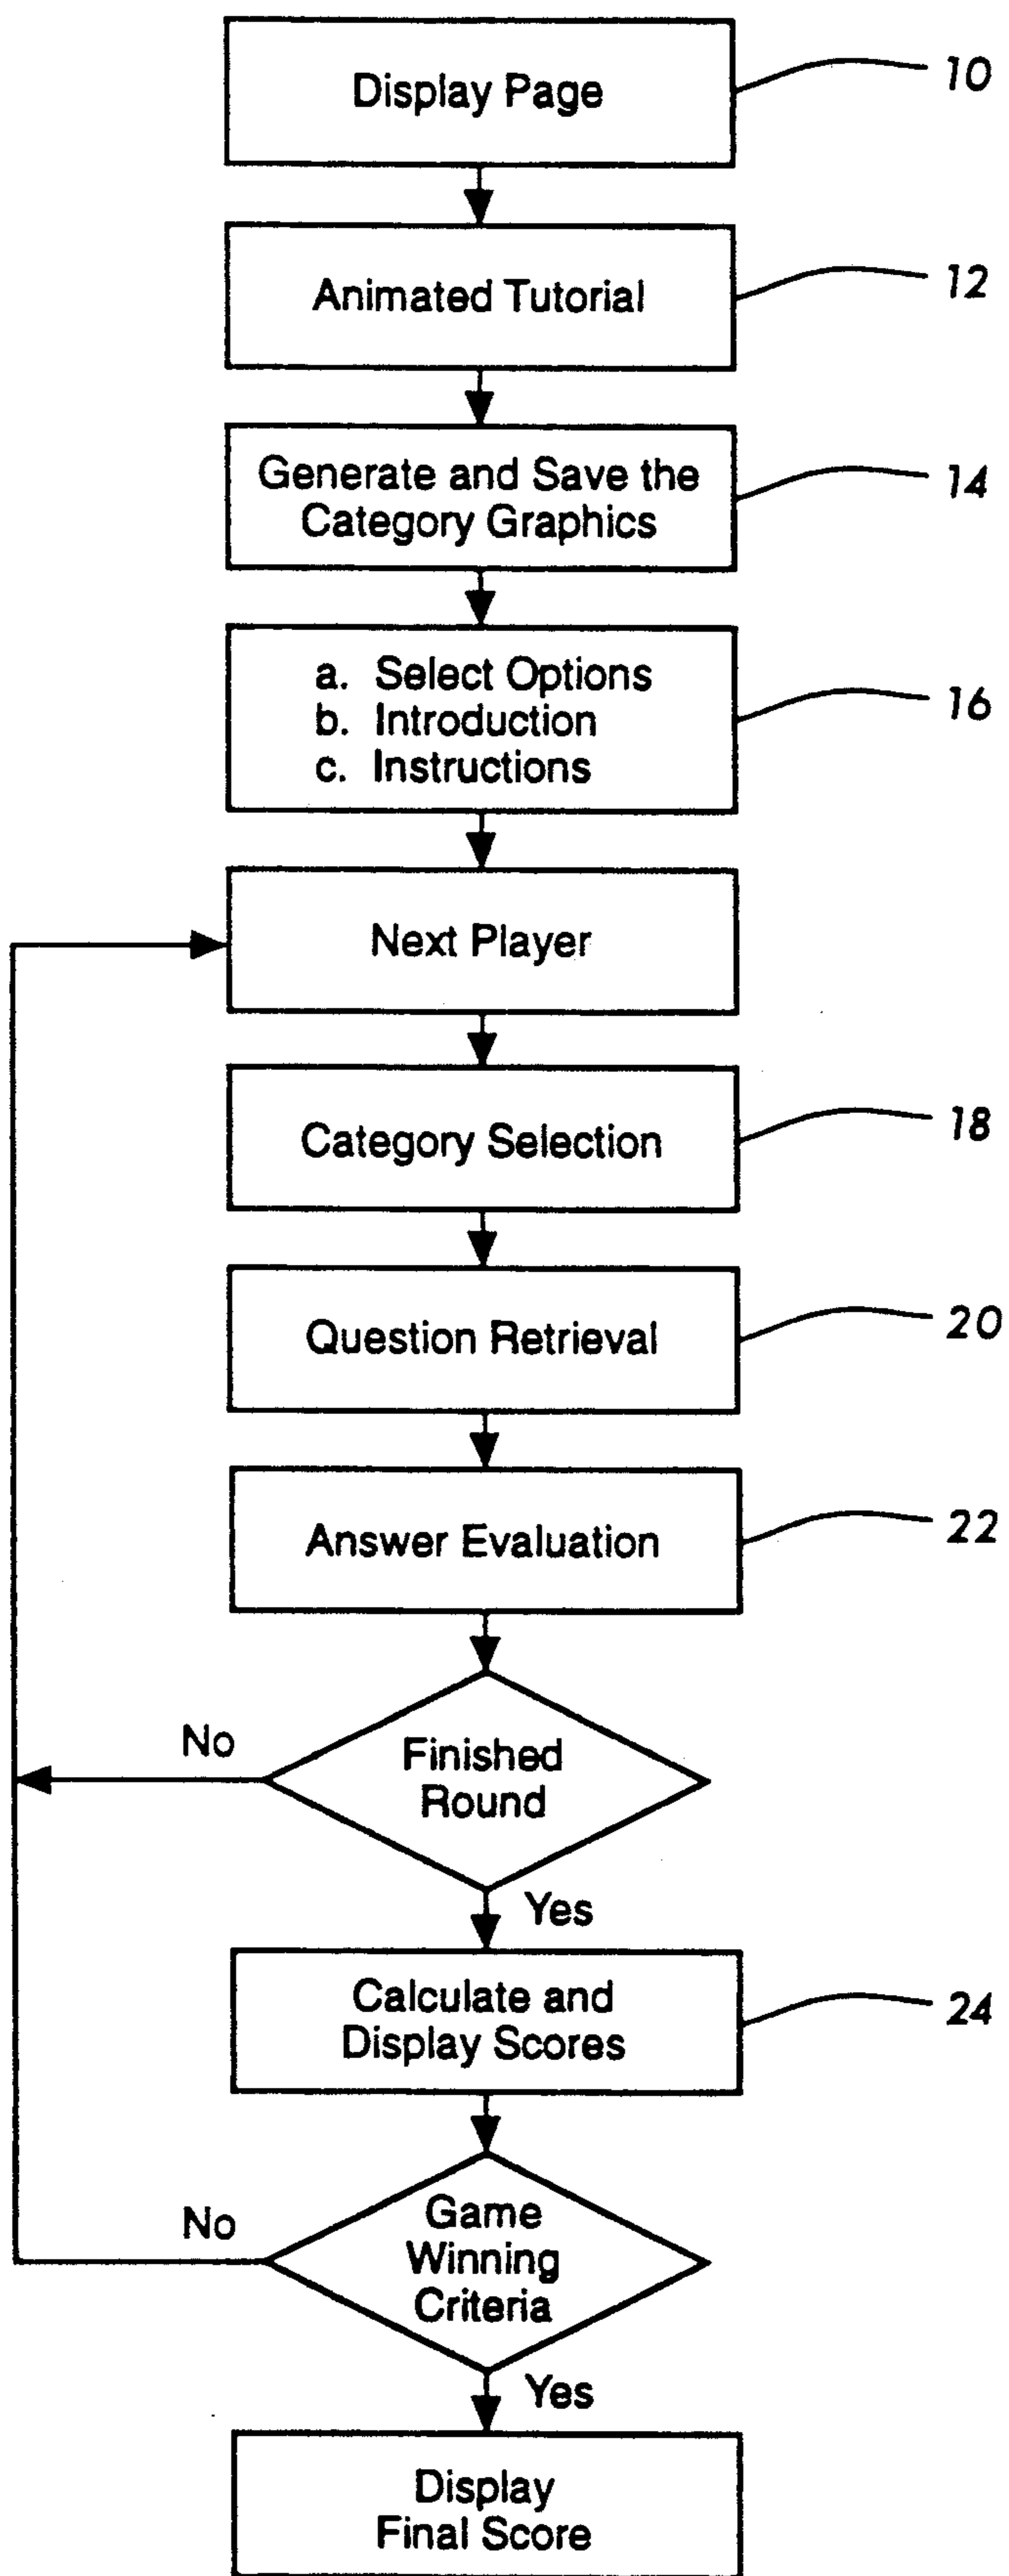 Display Page
10
Animated Tutorial
12
Generate and Save the
Category Graphics
14
a. Select Options
b. Introduction
c. Instructions
16
Next Player
Category Selection
18
Question Retrieval
20
Answer Evaluation
22
No
Finished
Round
Yes
Calculate and
Display Scores
24
No
Game
Winning
Criteria
Yes
Display
Final Score